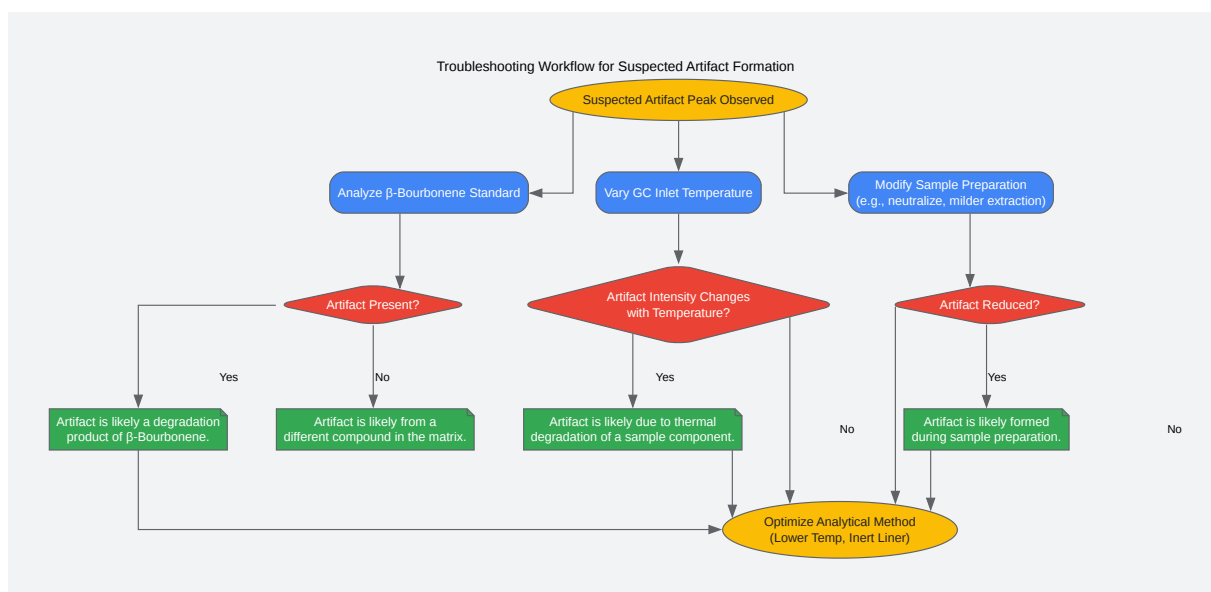 Troubleshooting Workflow for Suspected Artifact Formation
Suspected Artifact Peak Observed
Analyze β-Bourbonene Standard
Vary GC Inlet Temperature
Modify Sample Preparation
(e.g., neutralize, milder extraction)
Artifact Present?
Artifact Intensity Changes
with Temperature?
Artifact Reduced?
Yes
No
Yes
Yes
Artifact is likely a degradation
product of β-Bourbonene.
Artifact is likely from a
different compound in the matrix.
Artifact is likely due to thermal
degradation of a sample component.
No
Artifact is likely formed
during sample preparation.
No
Optimize Analytical Method
(Lower Temp, Inert Liner)